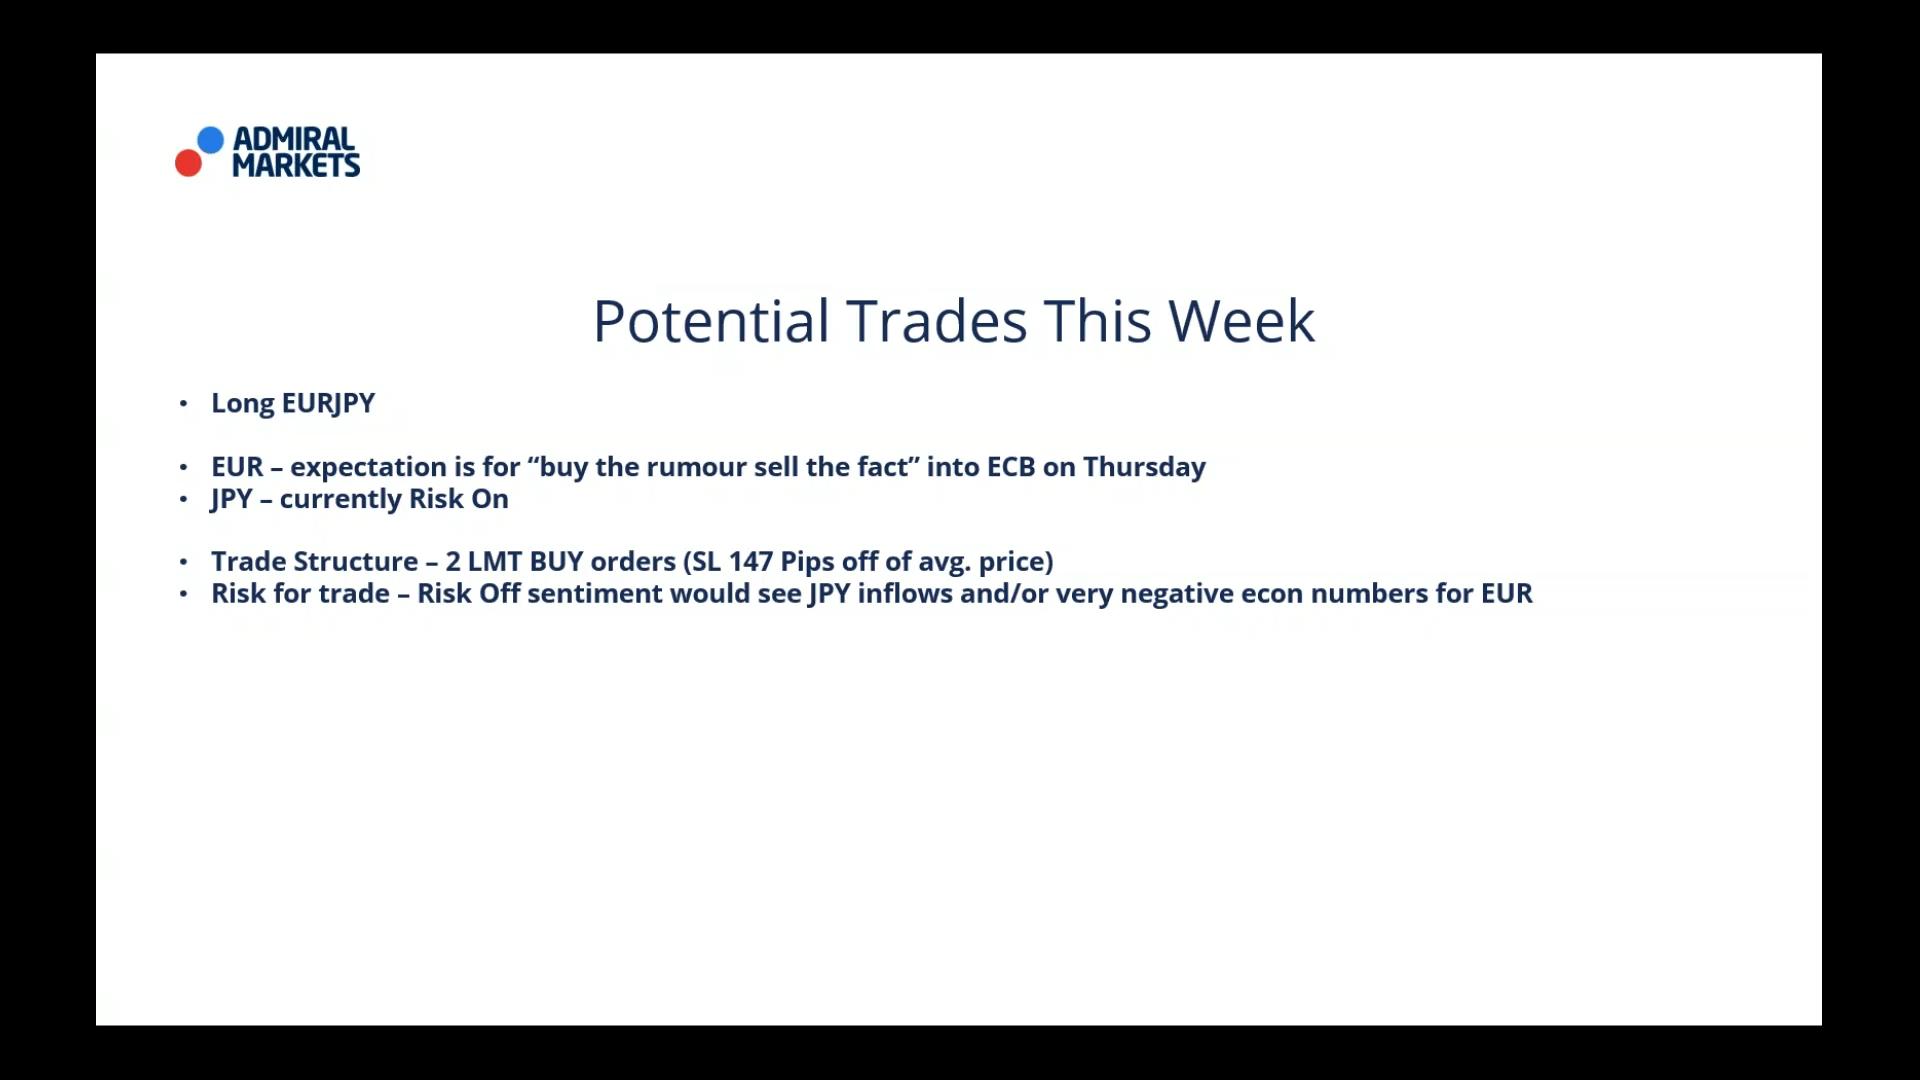 ADMIRAL
MARKETS
Potential Trades This Week
• Long EURJPY
• EUR – expectation is for “buy the rumour sell the fact” into ECB on Thursday
• JPY – currently Risk On
• Trade Structure – 2 LMT BUY orders (SL 147 Pips off of avg. price)
• Risk for trade – Risk Off sentiment would see JPY inflows and/or very negative econ numbers for EUR